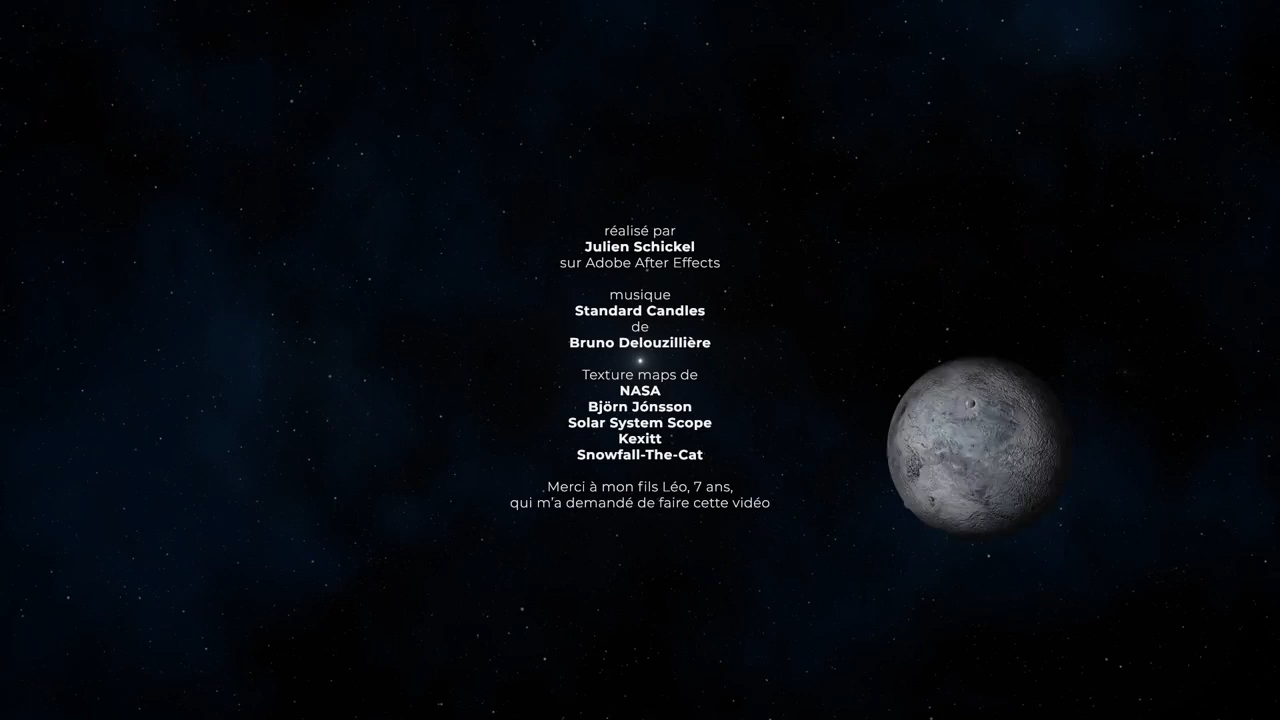 réalisé par
Julien Schickel
sur Adobe After Effects
musique
Standard Candles
de
Bruno Delouzillière
Texture maps de
NASA
Björn Jónsson
Solar System Scope
Kexitt
Snowfall-The-Cat
Merci à mon fils Léo, 7 ans,
qui m’a demandé de faire cette vidéo